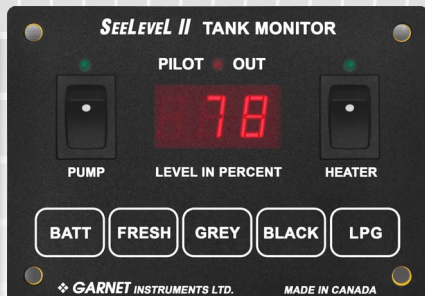 SEELEVEL II TANK MONITOR
PILOT OUT
78
PUMP
LEVEL IN PERCENT
HEATER
BATT
FRESH
GREY
BLACK
LPG
GARNET INSTRUMENTS LTD.
MADE IN CANADA